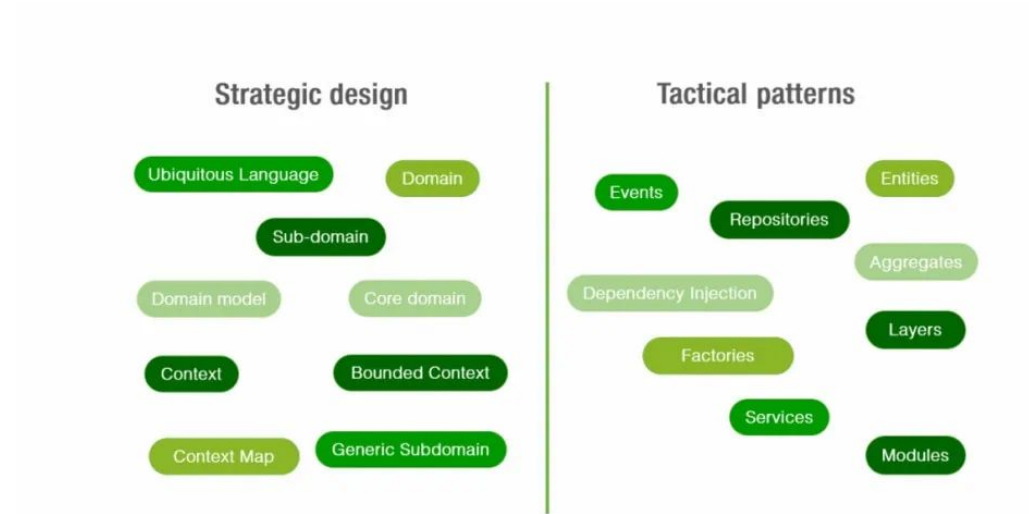 Strategic design
Ubiquitous Language
Domain
Sub-domain
Domain model
Core domain
Context
Bounded Context
Context Map
Generic Subdomain
Tactical patterns
Events
Entities
Repositories
Aggregates
Dependency Injection
Layers
Factories
Services
Modules